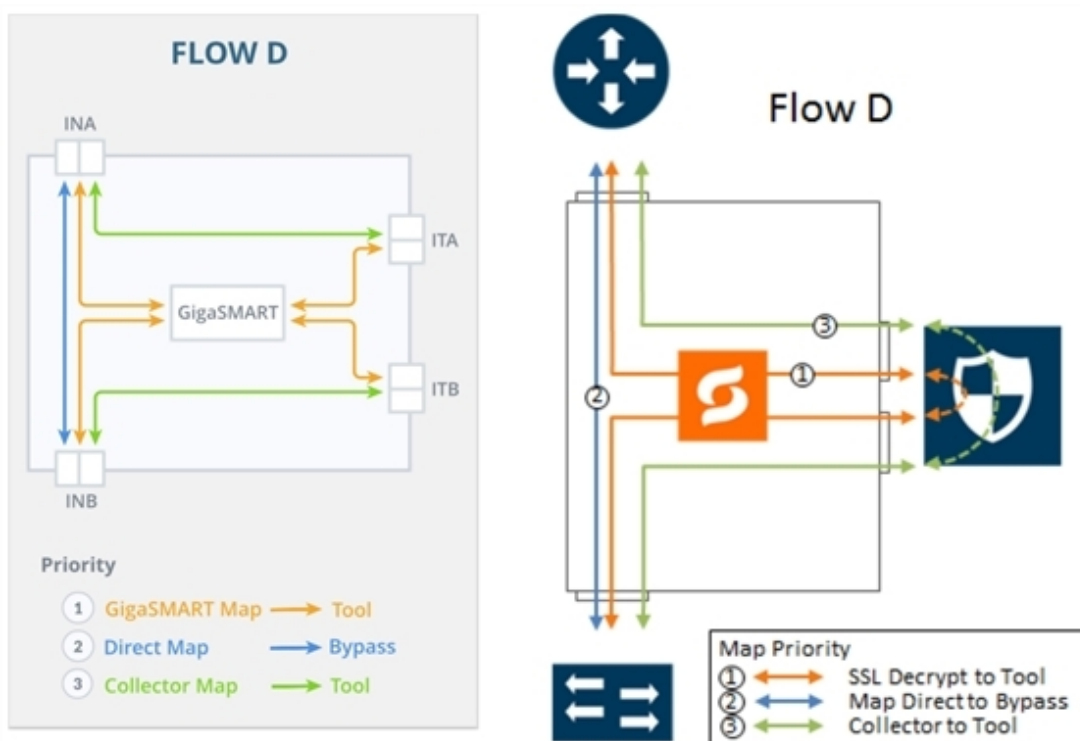 FLOW D
INA
ITA
GigaSMART
ITB
INB
Priority
1 GigaSMART Map Tool
2 Direct Map Bypass
3 Collector Map Tool
Flow D
3
1
2
Map Priority
1 SSL Decrypt to Tool
2 Map Direct to Bypass
3 Collector to Tool